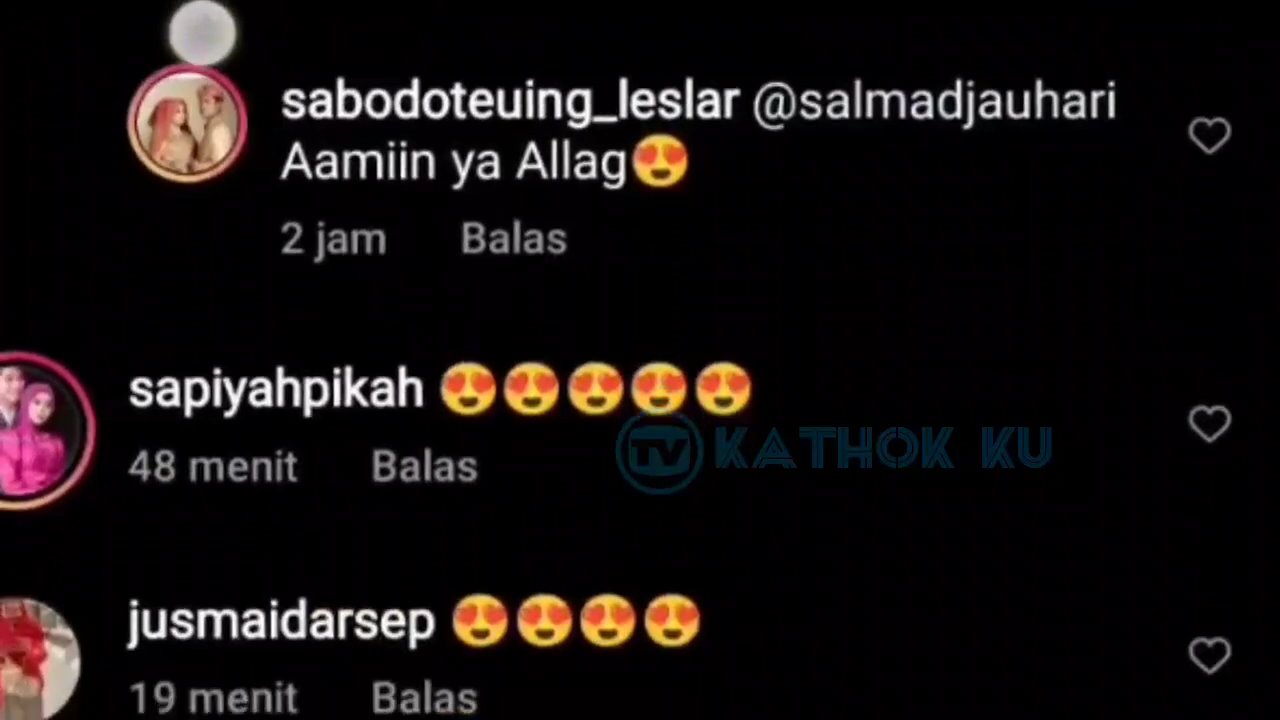 sabodoteuing_leslar @salmadjauhari
Aamiin ya Allag😍
2 jam Balas
sapiyahpikah 😍😍😍😍😍
TV KATHOK KU
48 menit Balas
jusmaidarsep 😍😍😍😍
19 menit Balas